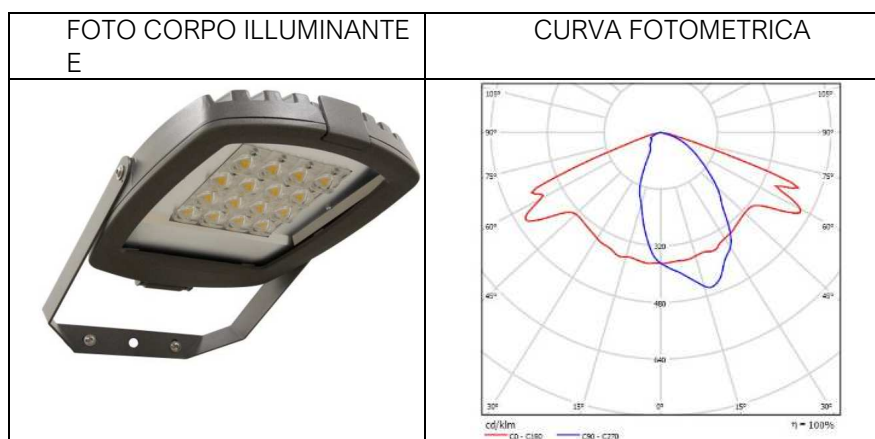 FOTO CORPO ILLUMINANTE
E
CURVA FOTOMETRICA
105° 105°
90° 90°
75° 75°
60° 60°
320
45° 45°
480
640
30° 15° 0° 15° 30°
cd/klm η = 100%
C0 - C180 C90 - C270